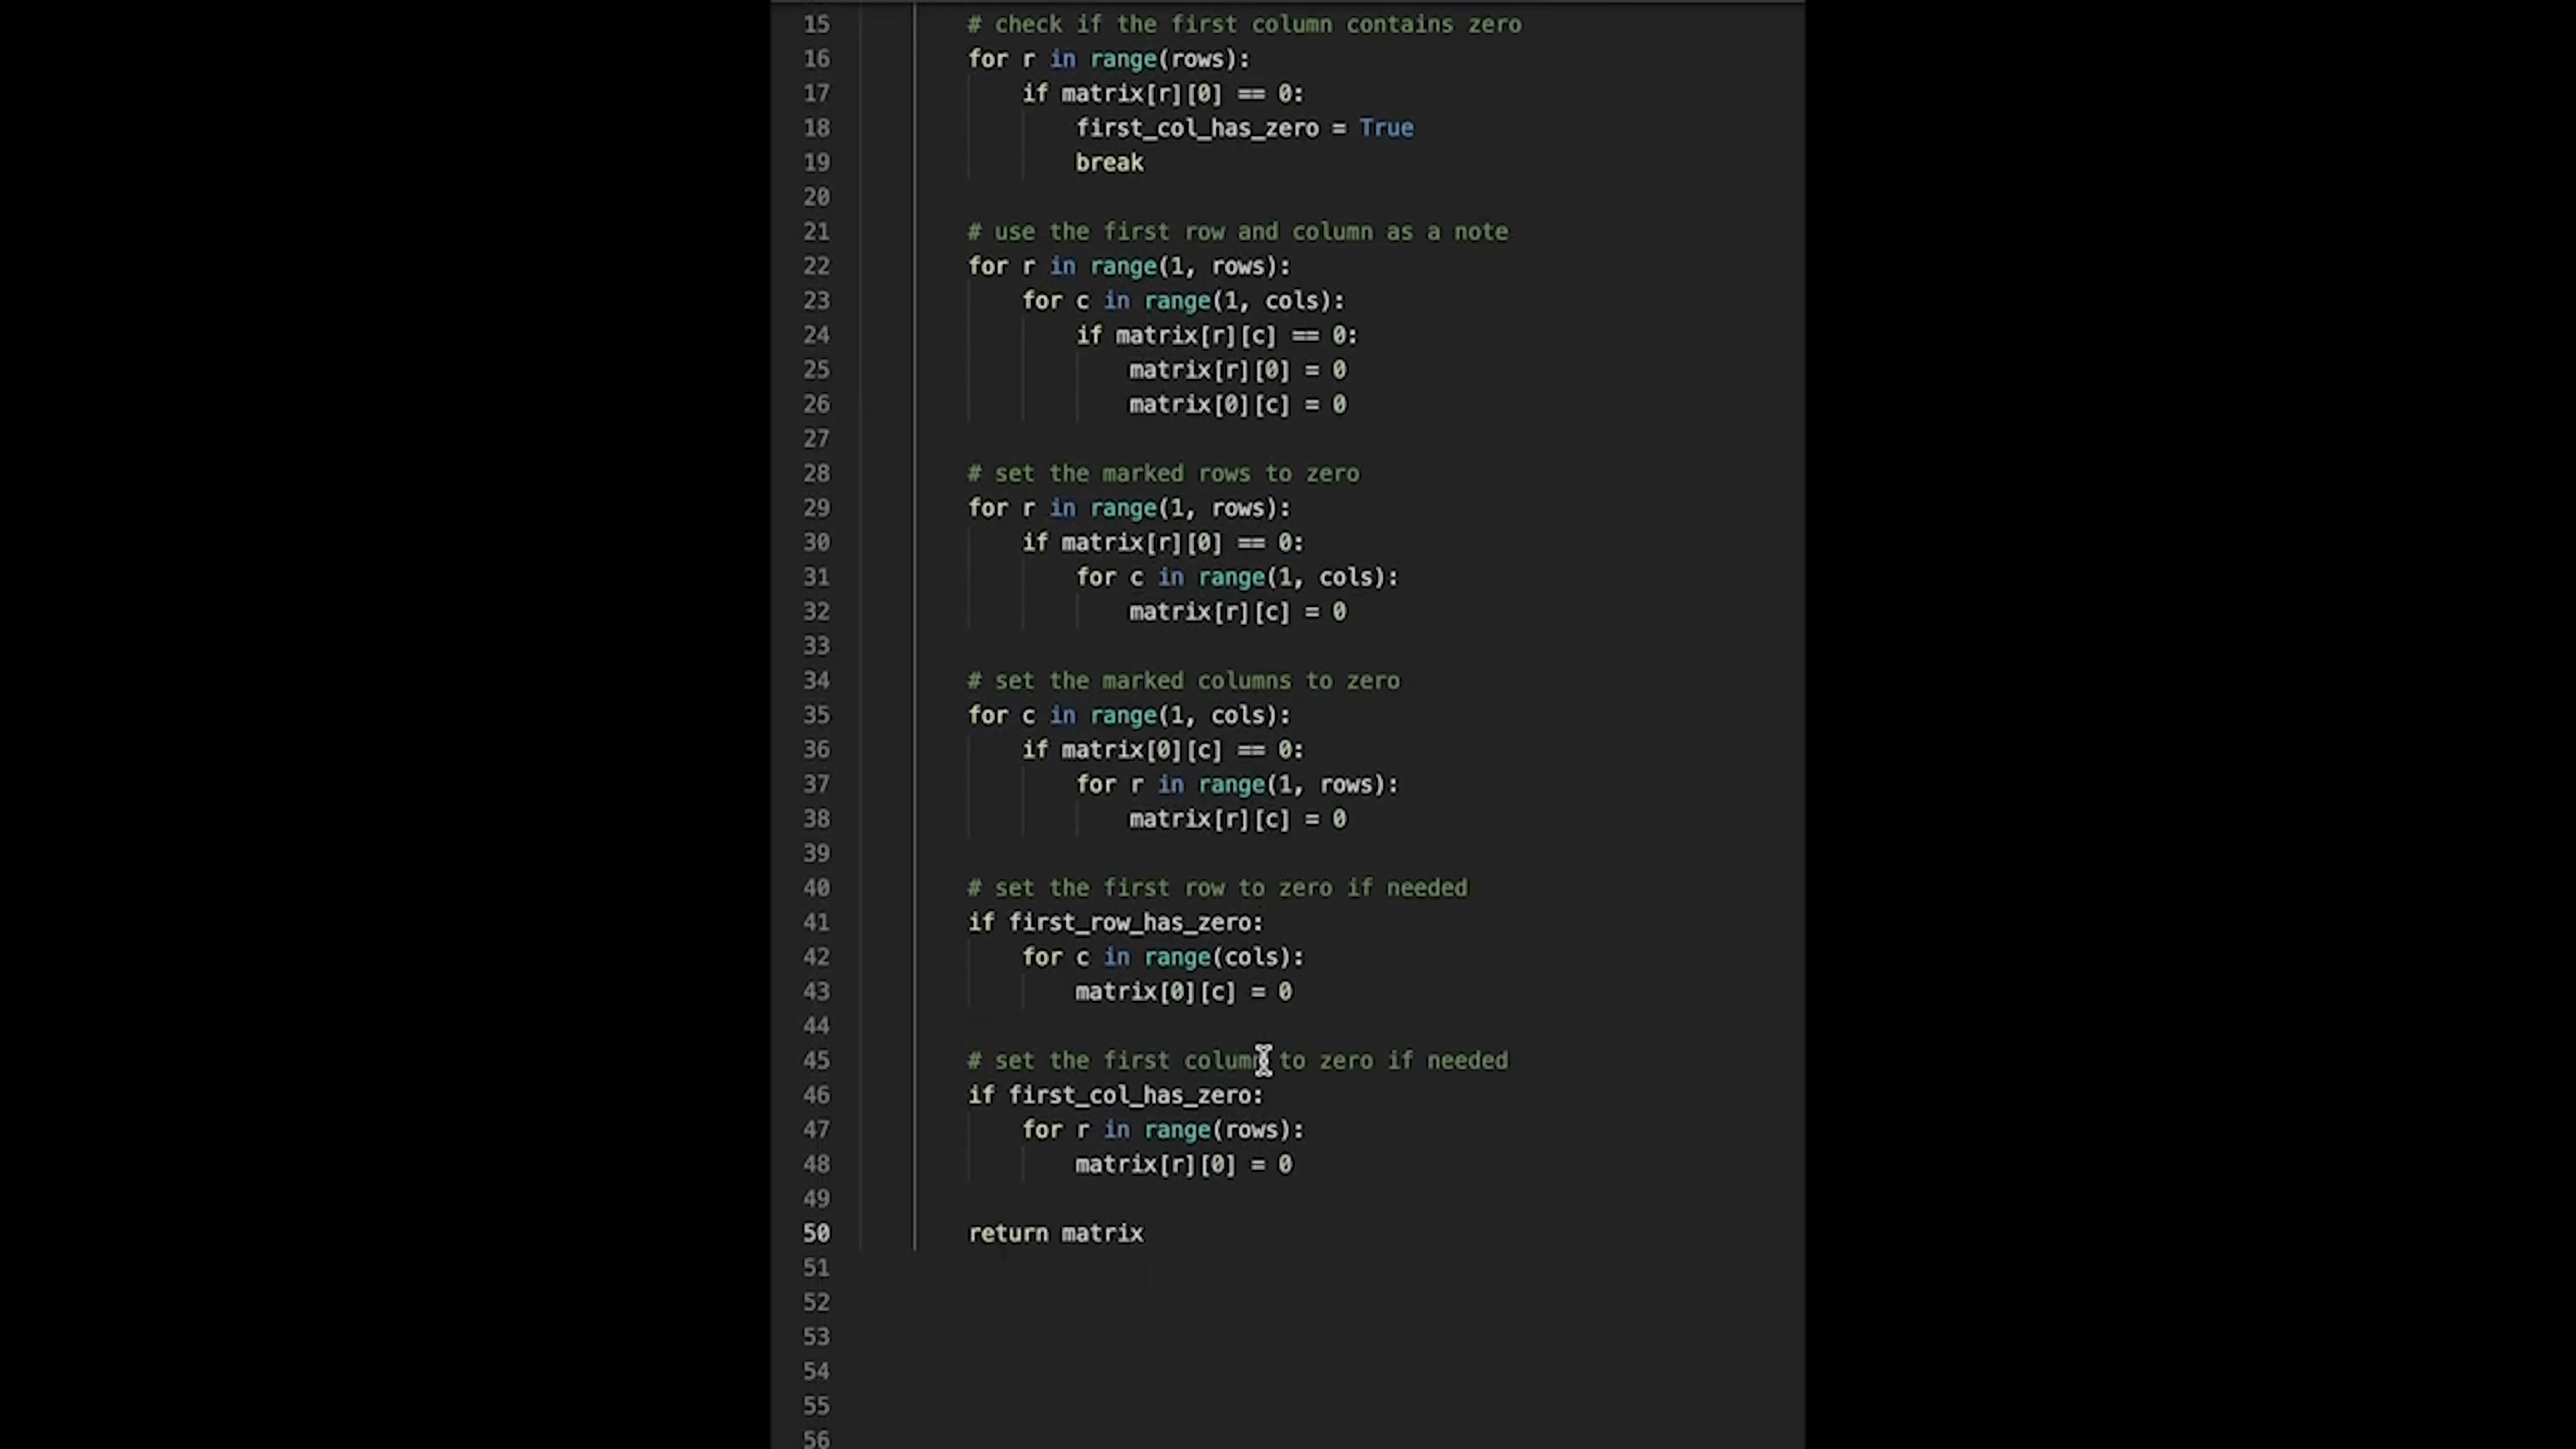 15 # check if the first column contains zero
16 for r in range(rows):
17 if matrix[r][0] == 0:
18 first_col_has_zero = True
19 break
20
21 # use the first row and column as a note
22 for r in range(1, rows):
23 for c in range(1, cols):
24 if matrix[r][c] == 0:
25 matrix[r][0] = 0
26 matrix[0][c] = 0
27
28 # set the marked rows to zero
29 for r in range(1, rows):
30 if matrix[r][0] == 0:
31 for c in range(1, cols):
32 matrix[r][c] = 0
33
34 # set the marked columns to zero
35 for c in range(1, cols):
36 if matrix[0][c] == 0:
37 for r in range(1, rows):
38 matrix[r][c] = 0
39
40 # set the first row to zero if needed
41 if first_row_has_zero:
42 for c in range(cols):
43 matrix[0][c] = 0
44
45 # set the first column to zero if needed
46 if first_col_has_zero:
47 for r in range(rows):
48 matrix[r][0] = 0
49
50 return matrix
51
52
53
54
55
56